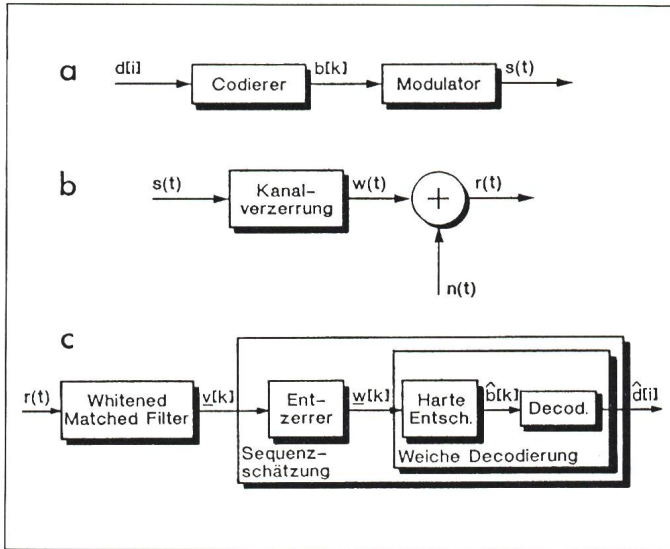 a
d[i]
Codierer
b[k]
Modulator
s(t)
b
s(t)
Kanal-
verzerrung
w(t)
+
r(t)
n(t)
c
r(t)
Whitened
Matched Filter
v[k]
Ent-
zerrer
w[k]
Harte
Entsch.
b̂[k]
Decod.
d̂[i]
Sequenz-
schätzung
Weiche Decodierung